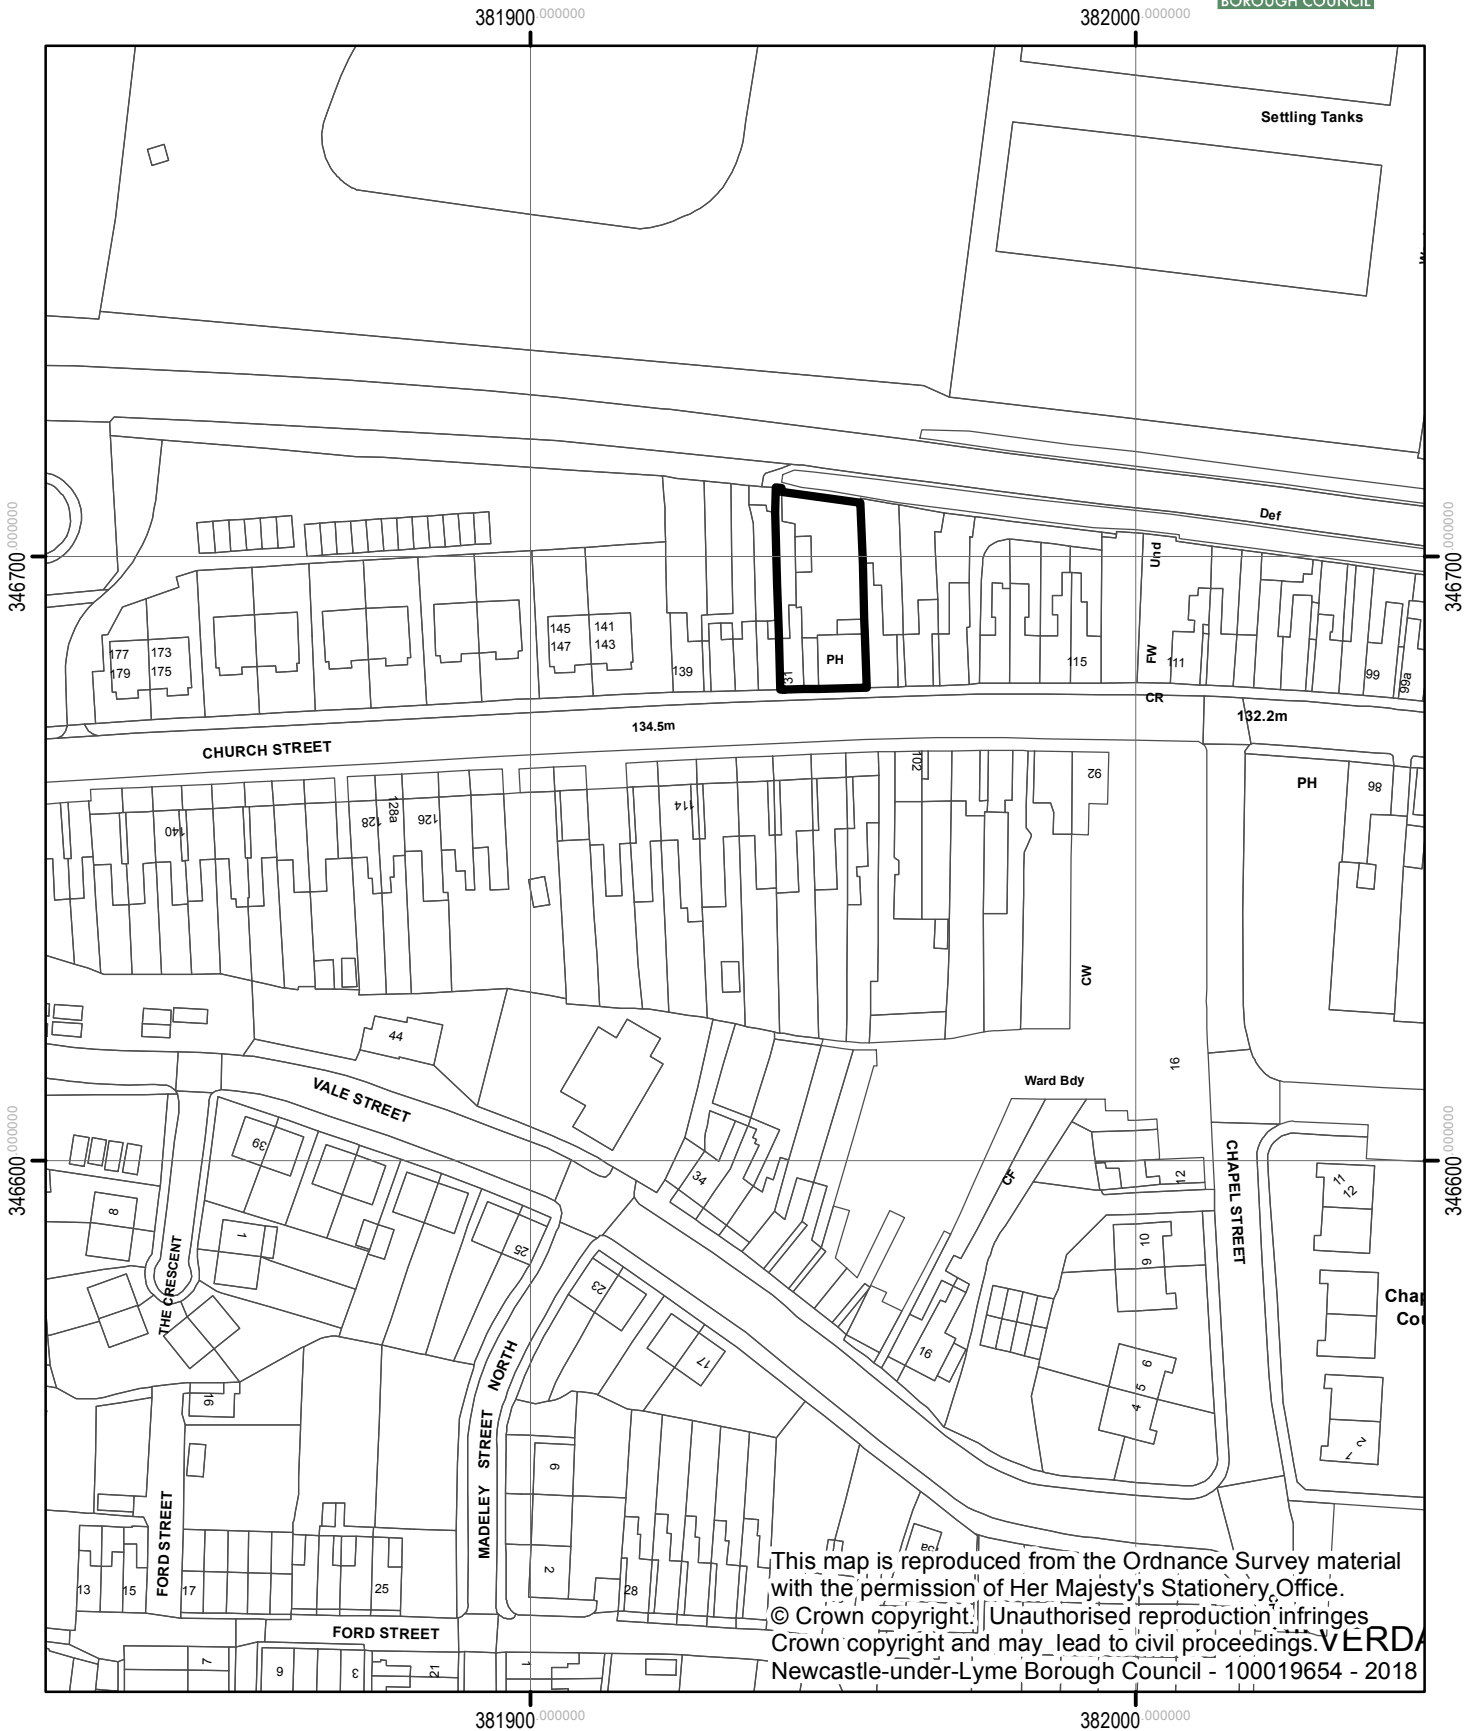 BOROUGH COUNCIL
381900.000000
382000.000000
Settling Tanks
Def
346700.000000
346700.000000
Und
145
141
147
143
177
173
179
175
139
31
PH
115
FW
111
99
99a
CR
134.5m
132.2m
CHURCH STREET
102
92
PH
86
140
128
128a
126
114
CW
44
16
Ward Bdy
VALE STREET
39
346600.000000
346600.000000
34
CF
12
CHAPEL STREET
11
12
8
1
25
10
9
THE CRESCENT
23
17
16
6
5
4
2
7
NORTH
16
MADELEY STREET
9
FORD STREET
13
15
17
25
2
28
FORD STREET
7
9
3
21
1
This map is reproduced from the Ordnance Survey material
with the permission of Her Majesty's Stationery Office.
© Crown copyright. Unauthorised reproduction infringes
Crown copyright and may lead to civil proceedings.
Newcastle-under-Lyme Borough Council - 100019654 - 2018
381900.000000
382000.000000